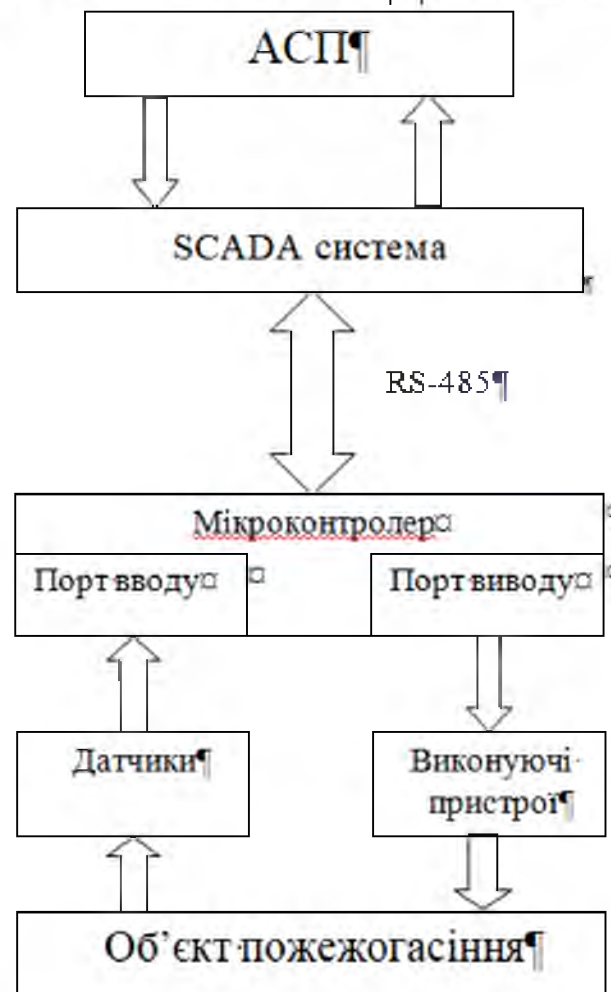 АСП¶
SCADA система
¶
RS-485¶
Мікроконтролер¤
Порт·вводу¤ ¤ Порт·виводу¤
Датчики¶
Виконуючі·
пристрої¶
Об’єкт·пожежогасіння¶